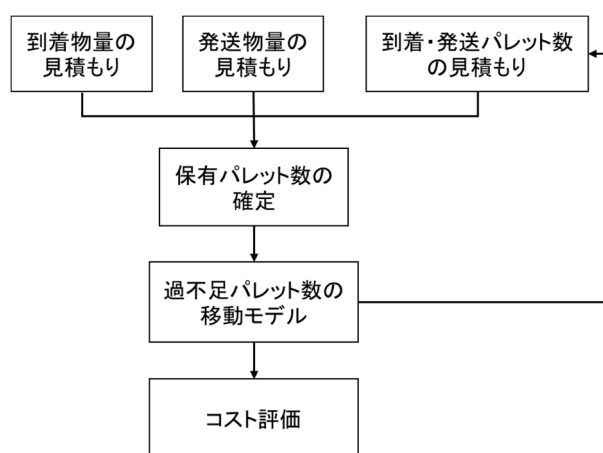 到着物量の
見積もり
発送物量の
見積もり
到着・発送パレット数
の見積もり
保有パレット数の
確定
過不足パレット数の
移動モデル
コスト評価